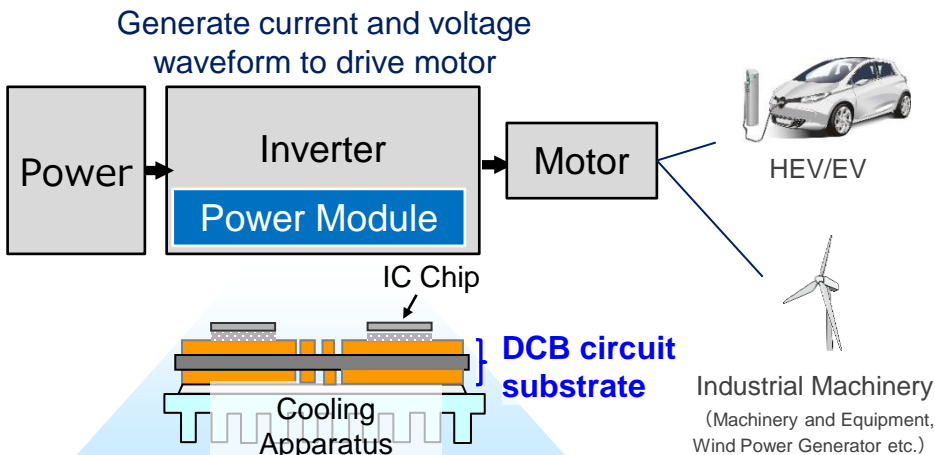 Generate current and voltage
waveform to drive motor
Power
Inverter
Power Module
Motor
HEV/EV
IC Chip
DCB circuit
substrate
Cooling
Apparatus
Industrial Machinery
（Machinery and Equipment,
Wind Power Generator etc.）